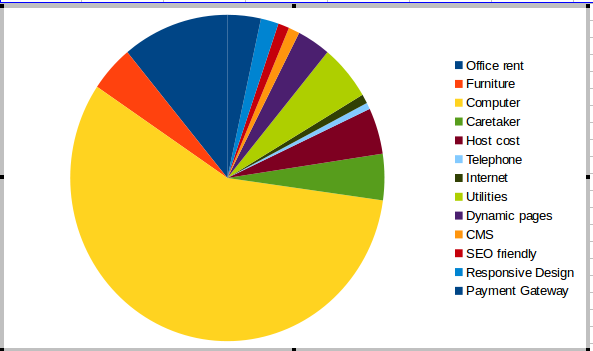 Office rent
Furniture
Computer
Caretaker
Host cost
Telephone
Internet
Utilities
Dynamic pages
CMS
SEO friendly
Responsive Design
Payment Gateway